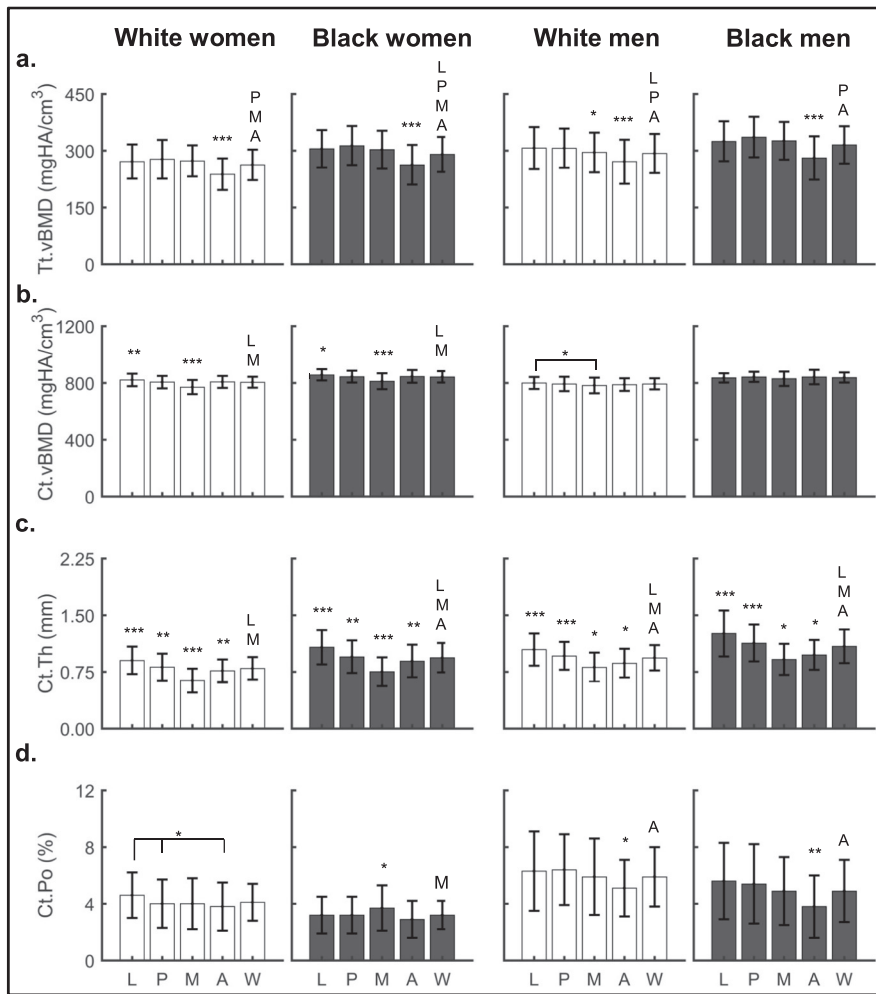 White women Black women White men Black men
a.
Tt.vBMD (mgHA/cm³)
450
300
150
0
***
P
M
A
***
L
P
M
A
* ***
L
P
A
***
P
A
b.
Ct.vBMD (mgHA/cm³)
1200
800
400
0
** ***
L
M
* ***
L
M
*
c.
Ct.Th (mm)
2.25
1.50
0.75
0.00
*** ** *** **
L
M
*** ** *** **
L
M
A
*** *** * *
L
M
A
*** *** * *
L
M
A
d.
Ct.Po (%)
12
8
4
0
*
*
M
*
A
**
A
L P M A W L P M A W L P M A W L P M A W